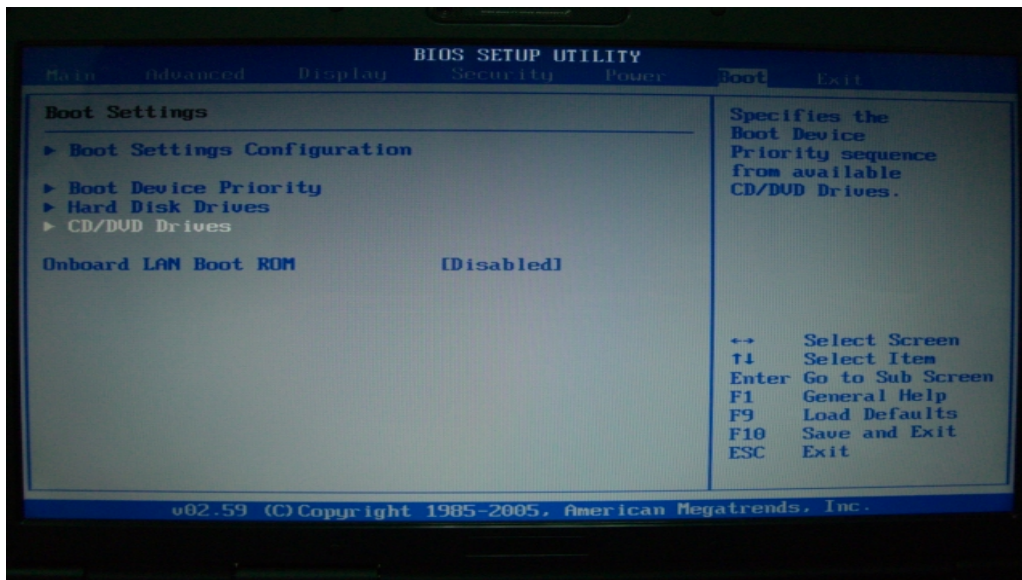 BIOS SETUP UTILITY
Main Advanced Display Security Power Boot Exit
Boot Settings
► Boot Settings Configuration
► Boot Device Priority
► Hard Disk Drives
► CD/DVD Drives
Onboard LAN Boot ROM [Disabled]
Specifies the
Boot Device
Priority sequence
from available
CD/DVD Drives.
↔ Select Screen
↑↓ Select Item
Enter Go to Sub Screen
F1 General Help
F9 Load Defaults
F10 Save and Exit
ESC Exit
v02.59 (C)Copyright 1985-2005, American Megatrends, Inc.